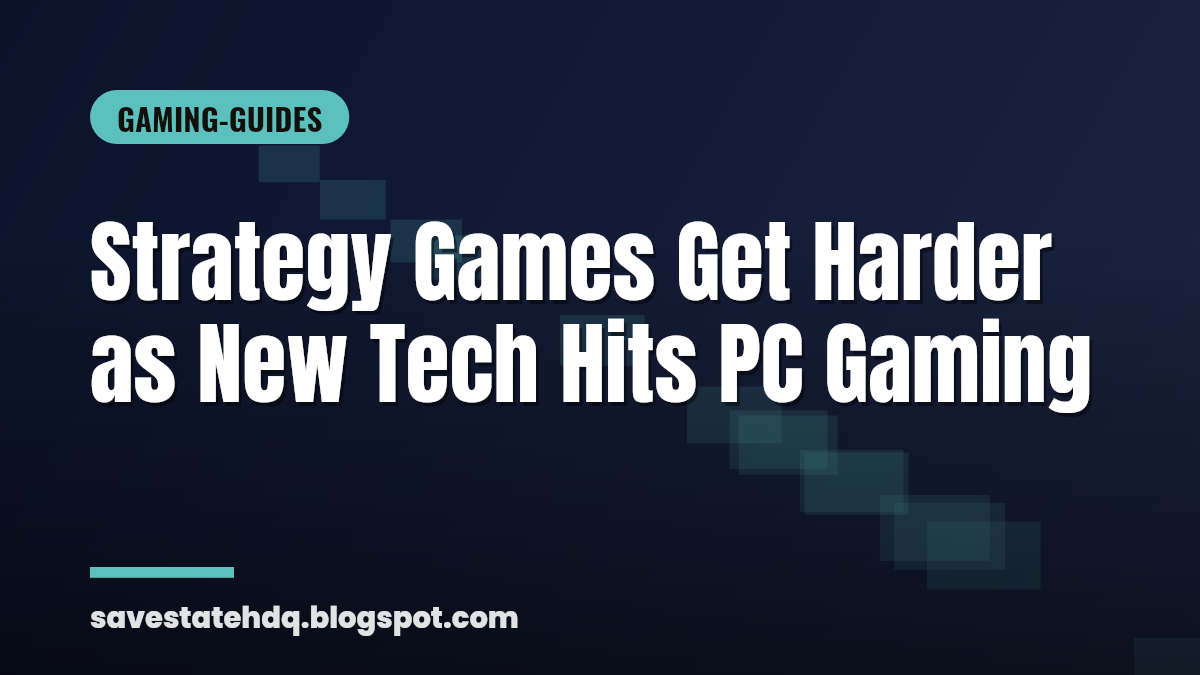 GAMING-GUIDES
Strategy Games Get Harder
as New Tech Hits PC Gaming
savestatehdq.blogspot.com